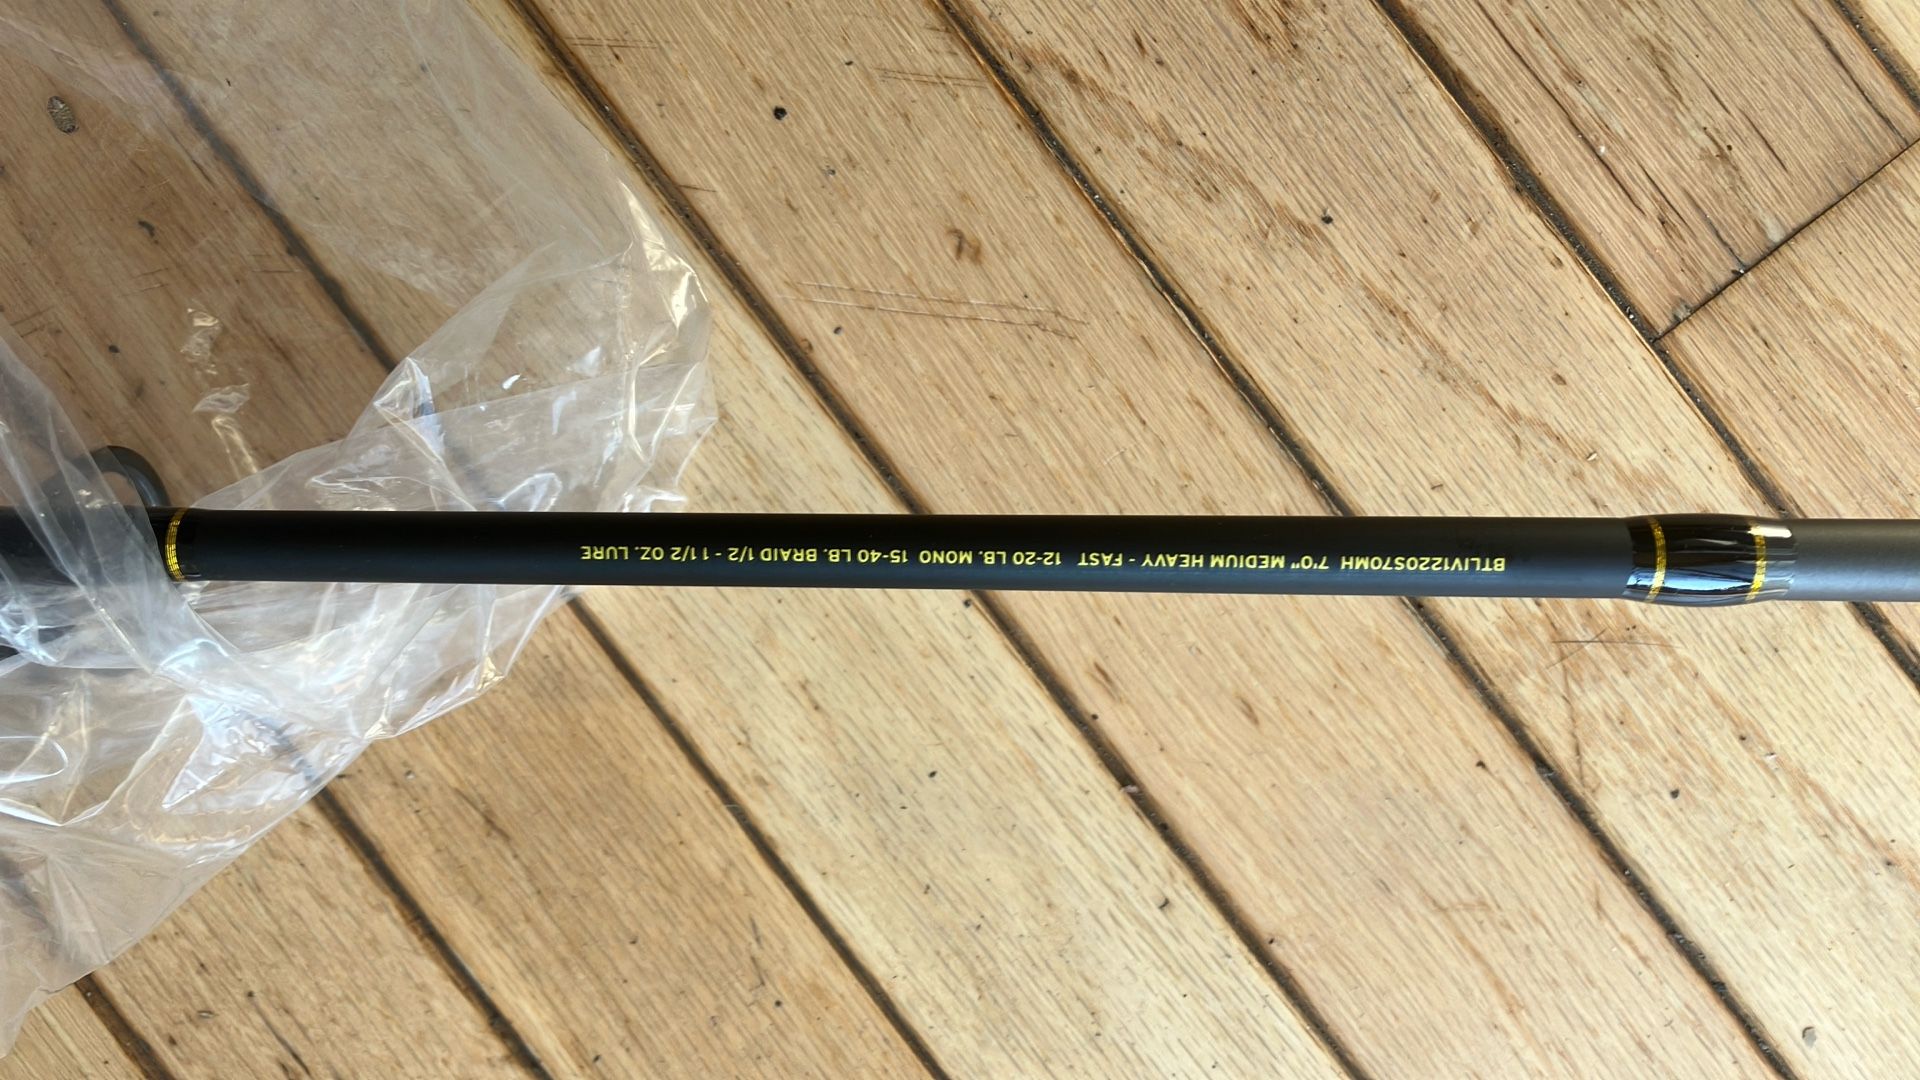 BTLIV1220S70MH 7'0" MEDIUM HEAVY - FAST 12-20 LB. MONO 15-40 LB. BRAID 1/2 - 1 1/2 OZ. LURE